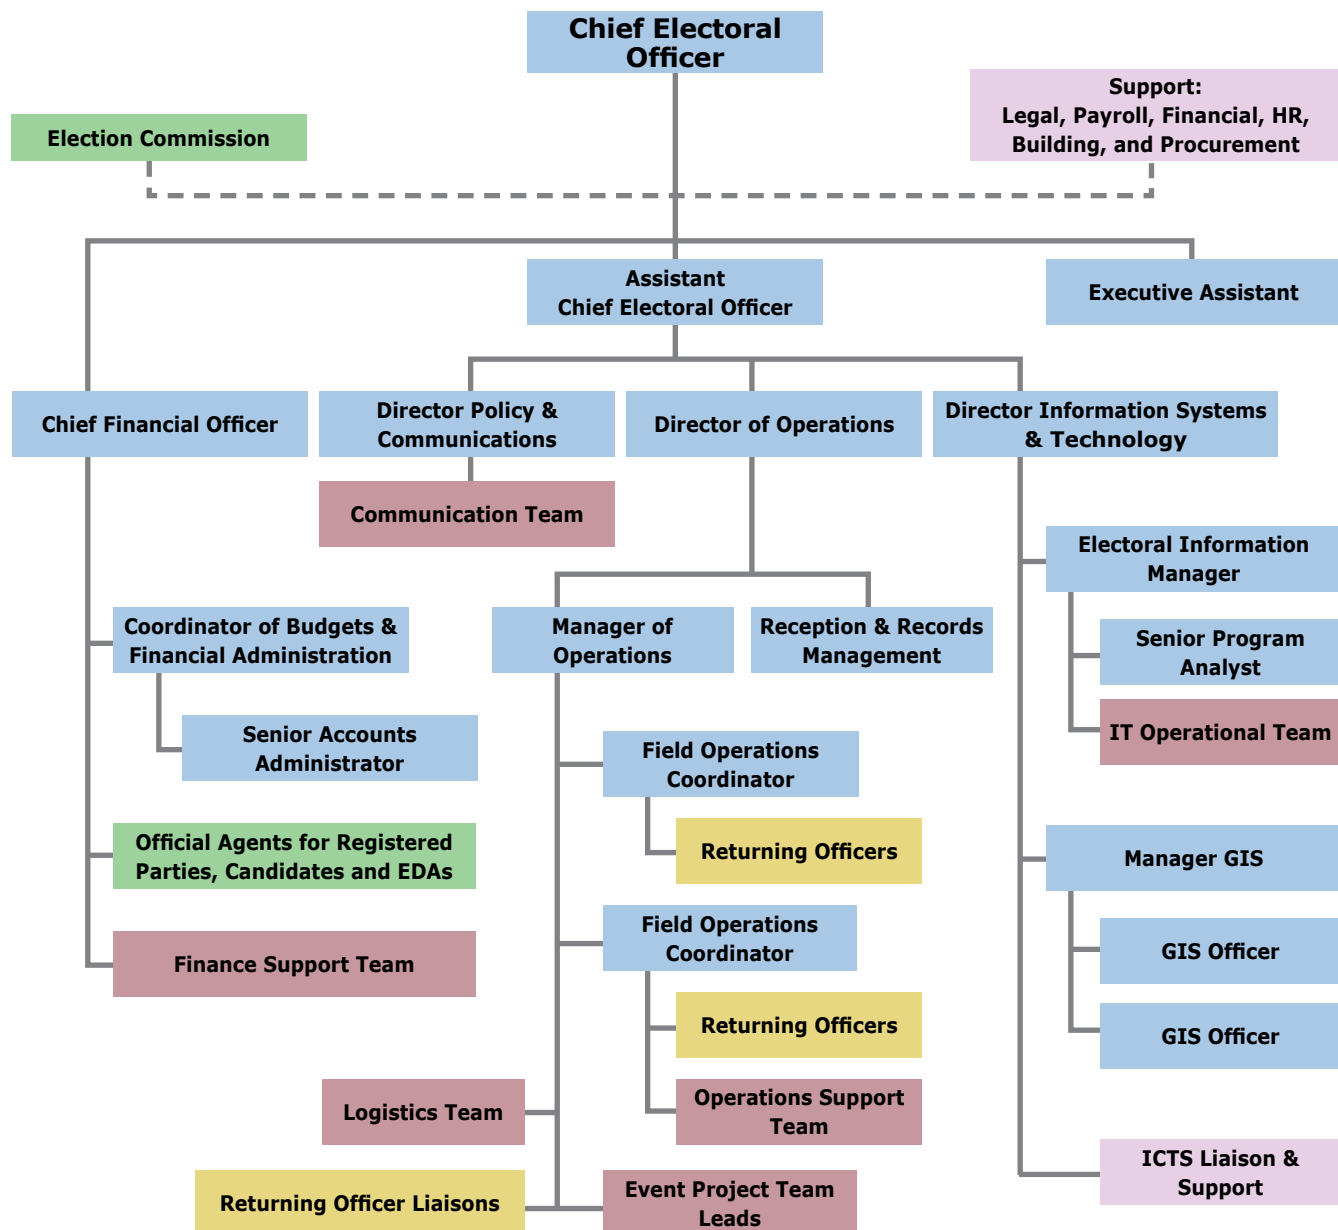 Chief Electoral
Officer
Support:
Legal, Payroll, Financial, HR,
Building, and Procurement
Election Commission
Assistant
Chief Electoral Officer
Executive Assistant
Chief Financial Officer
Director Policy &
Communications
Director of Operations
Director Information Systems
& Technology
Communication Team
Electoral Information
Manager
Coordinator of Budgets &
Financial Administration
Manager of
Operations
Reception & Records
Management
Senior Program
Analyst
IT Operational Team
Senior Accounts
Administrator
Field Operations
Coordinator
Official Agents for Registered
Parties, Candidates and EDAs
Returning Officers
Manager GIS
Finance Support Team
Field Operations
Coordinator
GIS Officer
Returning Officers
GIS Officer
Logistics Team
Operations Support
Team
ICTS Liaison &
Support
Returning Officer Liaisons
Event Project Team
Leads